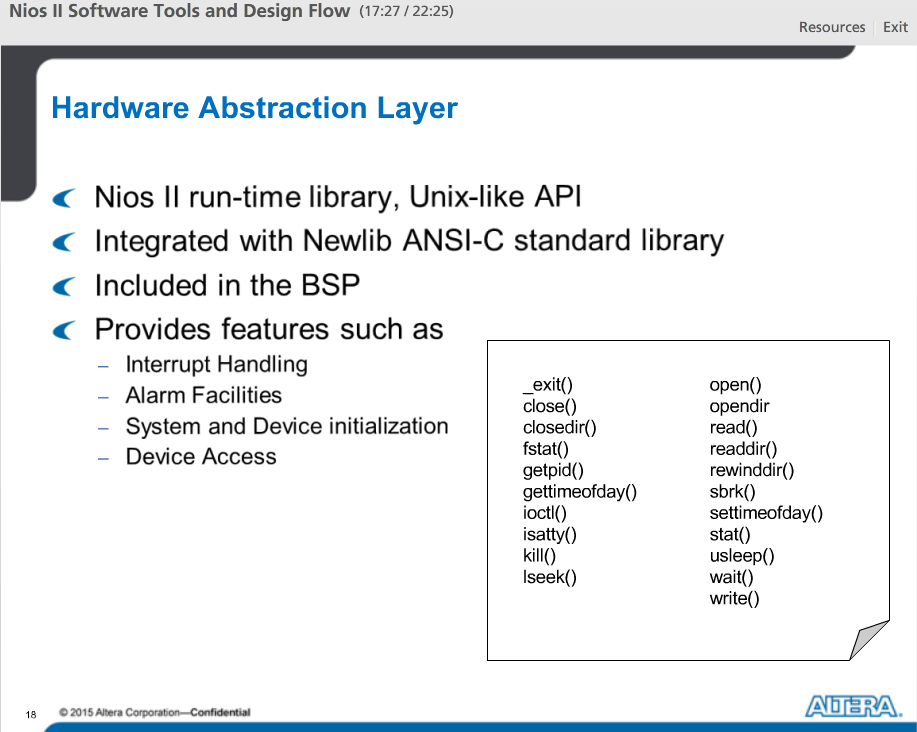 Nios II Software Tools and Design Flow (17:27 / 22:25)
Resources Exit
Hardware Abstraction Layer
Nios II run-time library, Unix-like API
Integrated with Newlib ANSI-C standard library
Included in the BSP
Provides features such as
– Interrupt Handling
– Alarm Facilities
– System and Device initialization
– Device Access
_exit()
close()
closedir()
fstat()
getpid()
gettimeofday()
ioctl()
isatty()
kill()
lseek()
open()
opendir
read()
readdir()
rewinddir()
sbrk()
settimeofday()
stat()
usleep()
wait()
write()
18 © 2015 Altera Corporation—Confidential
ALTERA.